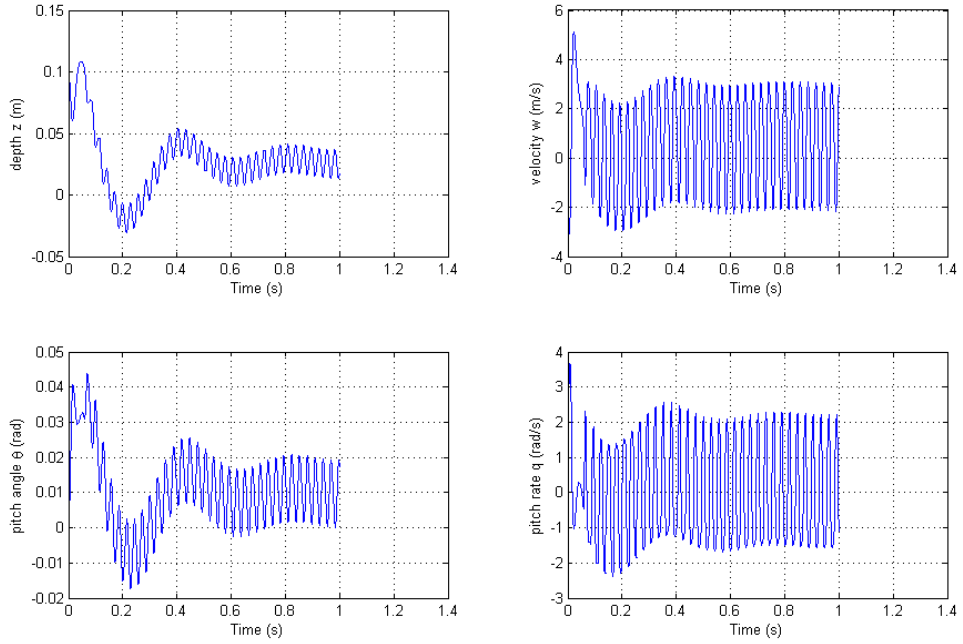 0.15
0.1
0.05
0
-0.05
depth z (m)
0 0.2 0.4 0.6 0.8 1 1.2 1.4
Time (s)
6
4
2
0
-2
-4
velocity w (m/s)
0 0.2 0.4 0.6 0.8 1 1.2 1.4
Time (s)
0.05
0.04
0.03
0.02
0.01
0
-0.01
-0.02
pitch angle θ (rad)
0 0.2 0.4 0.6 0.8 1 1.2 1.4
Time (s)
4
3
2
1
0
-1
-2
-3
pitch rate q (rad/s)
0 0.2 0.4 0.6 0.8 1 1.2 1.4
Time (s)